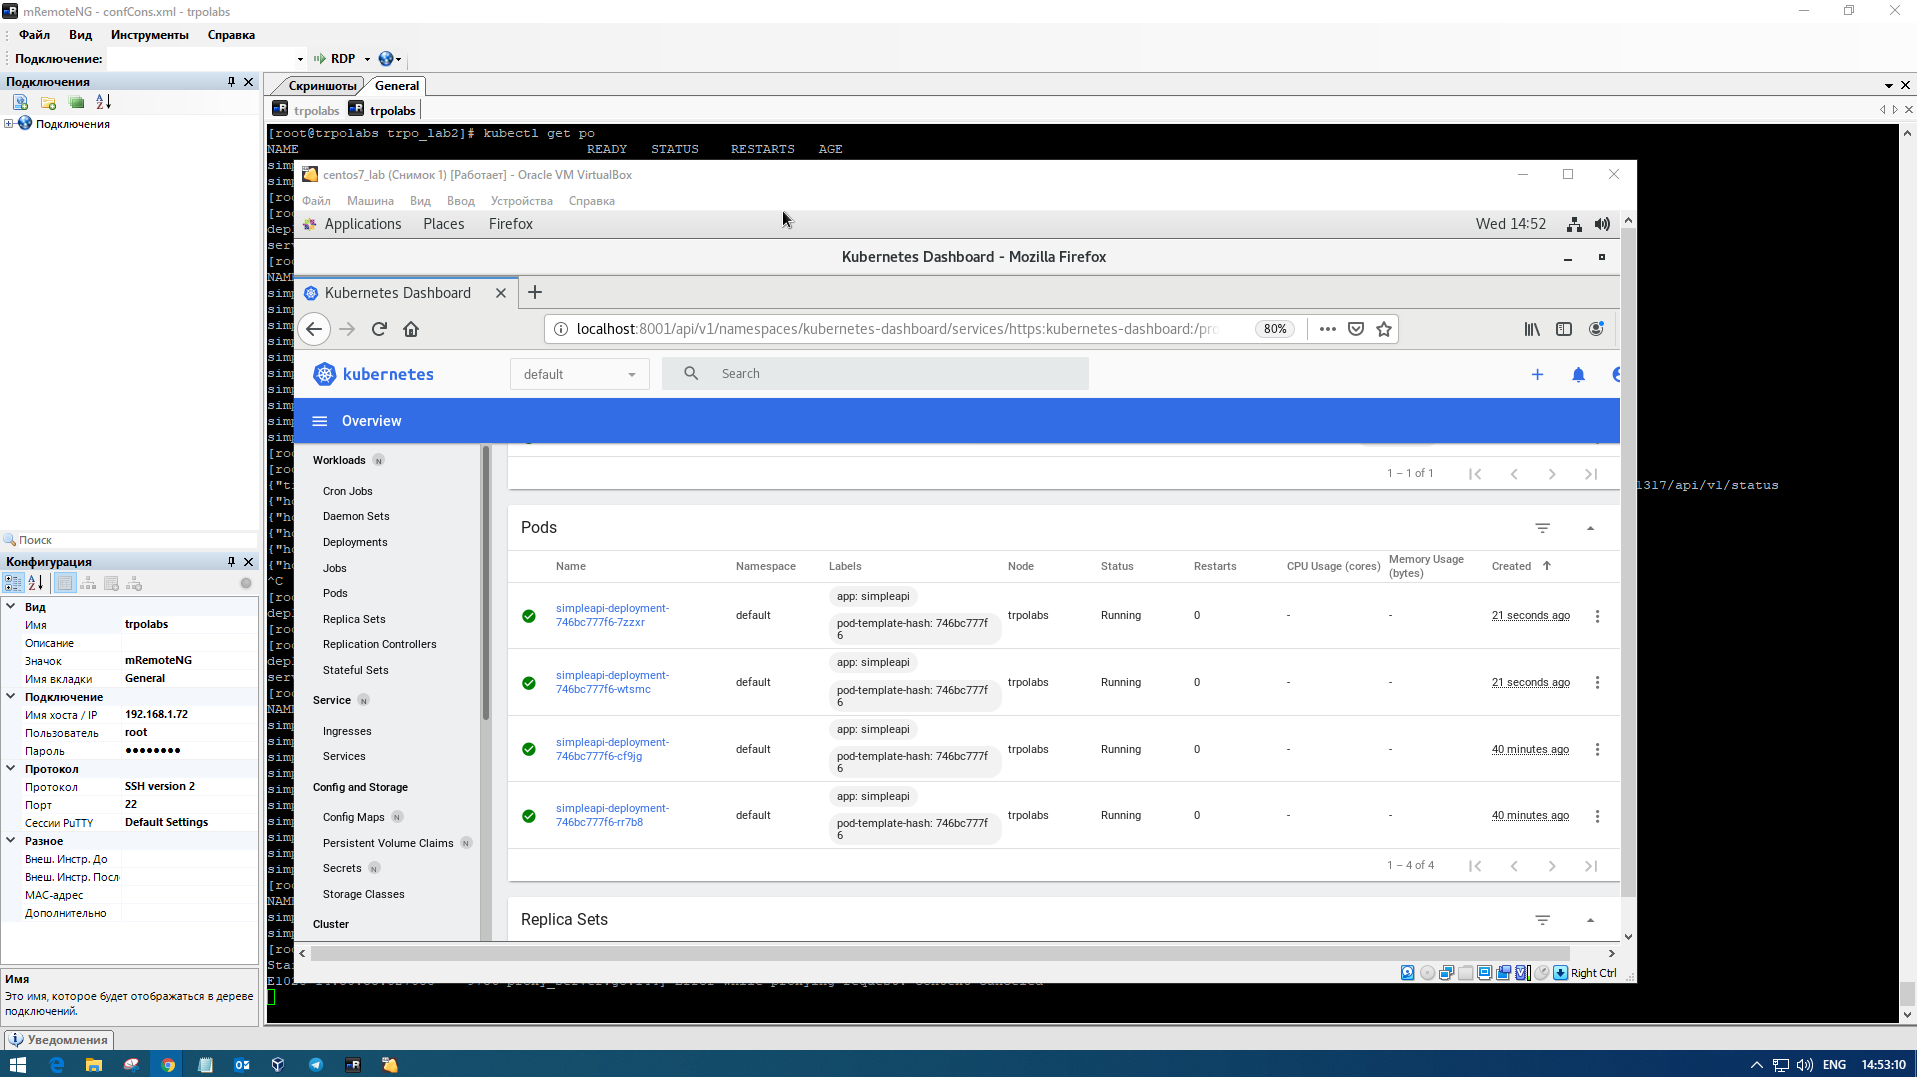 mRemoteNG - confCons.xml - trpolabs
Файл Вид Инструменты Справка
Подключение: RDP
Подключения
Скриншоты General
trpolabs trpolabs
Подключения
[root@trpolabs trpo_lab2]# kubectl get po
NAME READY STATUS RESTARTS AGE
centos7_lab (Снимок 1) [Работает] - Oracle VM VirtualBox
Файл Машина Вид Ввод Устройства Справка
Applications Places Firefox Wed 14:52
Kubernetes Dashboard - Mozilla Firefox
Kubernetes Dashboard
localhost:8001/api/v1/namespaces/kubernetes-dashboard/services/https:kubernetes-dashboard:/pro 80%
kubernetes default Search
Overview
Workloads N
Cron Jobs
Daemon Sets
Deployments
Jobs
Pods
Replica Sets
Replication Controllers
Stateful Sets
Service N
Ingresses
Services
Config and Storage
Config Maps N
Persistent Volume Claims N
Secrets N
Storage Classes
Cluster
1 – 1 of 1
1317/api/v1/status
Pods
Name Namespace Labels Node Status Restarts CPU Usage (cores) Memory Usage (bytes) Created
simpleapi-deployment-746bc777f6-7zzxr default app: simpleapi pod-template-hash: 746bc777f6 trpolabs Running 0 - - 21 seconds ago
simpleapi-deployment-746bc777f6-wtsmc default app: simpleapi pod-template-hash: 746bc777f6 trpolabs Running 0 - - 21 seconds ago
simpleapi-deployment-746bc777f6-cf9jg default app: simpleapi pod-template-hash: 746bc777f6 trpolabs Running 0 - - 40 minutes ago
simpleapi-deployment-746bc777f6-rr7b8 default app: simpleapi pod-template-hash: 746bc777f6 trpolabs Running 0 - - 40 minutes ago
1 – 4 of 4
Replica Sets
Right Ctrl
^C
Поиск
Конфигурация
Вид
Имя trpolabs
Описание
Значок mRemoteNG
Имя вкладки General
Подключение
Имя хоста / IP 192.168.1.72
Пользователь root
Пароль ●●●●●●●●
Протокол
Протокол SSH version 2
Порт 22
Сессии PuTTY Default Settings
Разное
Внеш. Инстр. До
Внеш. Инстр. Посл
MAC-адрес
Дополнительно
Имя
Это имя, которое будет отображаться в дереве
подключений.
Уведомления
ENG 14:53:10